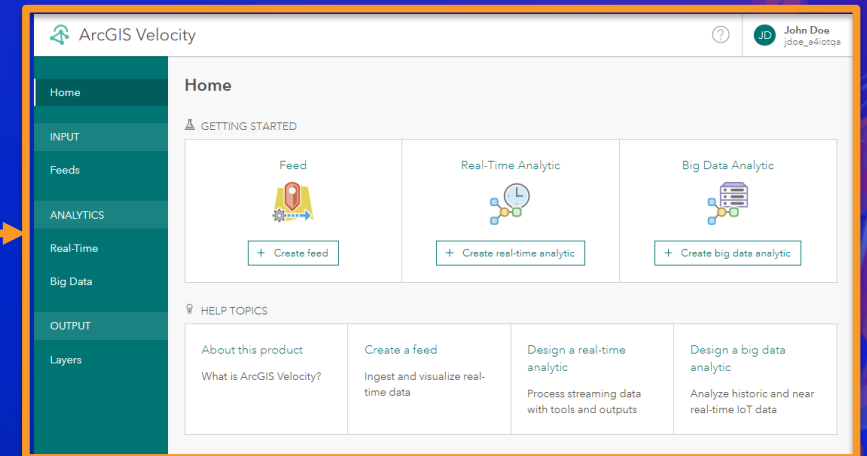 ArcGIS Velocity
?
JD
John Doe
jdoe_a4iotqa
Home
INPUT
Feeds
ANALYTICS
Real-Time
Big Data
OUTPUT
Layers
Home
GETTING STARTED
Feed
+ Create feed
Real-Time Analytic
+ Create real-time analytic
Big Data Analytic
+ Create big data analytic
HELP TOPICS
About this product
What is ArcGIS Velocity?
Create a feed
Ingest and visualize real-
time data
Design a real-time
analytic
Process streaming data
with tools and outputs
Design a big data
analytic
Analyze historic and near
real-time IoT data